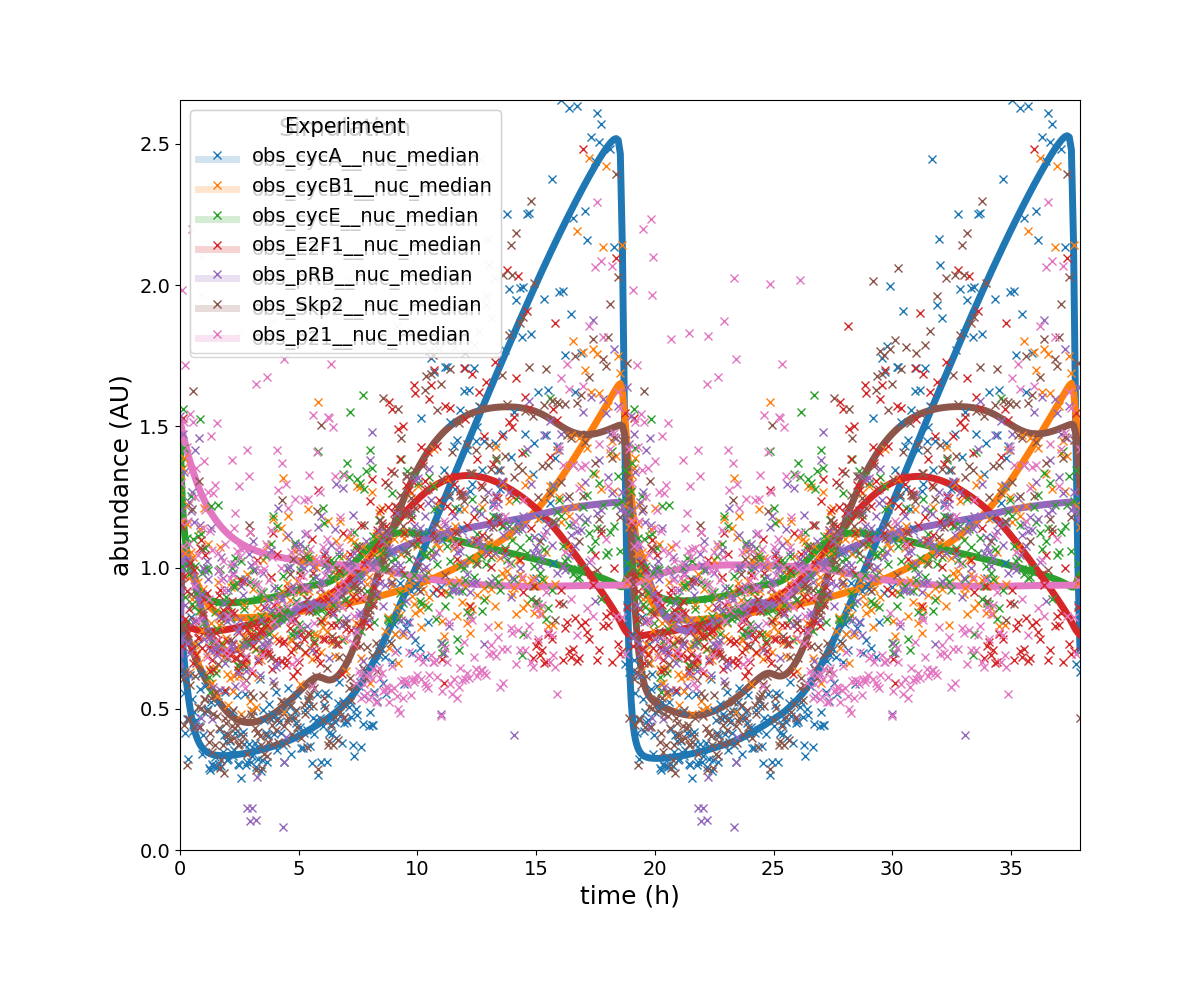 abundance (AU)
2.5
2.0
1.5
1.0
0.5
0.0
Experiment
obs_cycA__nuc_median
obs_cycB1__nuc_median
obs_cycE__nuc_median
obs_E2F1__nuc_median
obs_pRB__nuc_median
obs_Skp2__nuc_median
obs_p21__nuc_median
0 5 10 15 20 25 30 35
time (h)